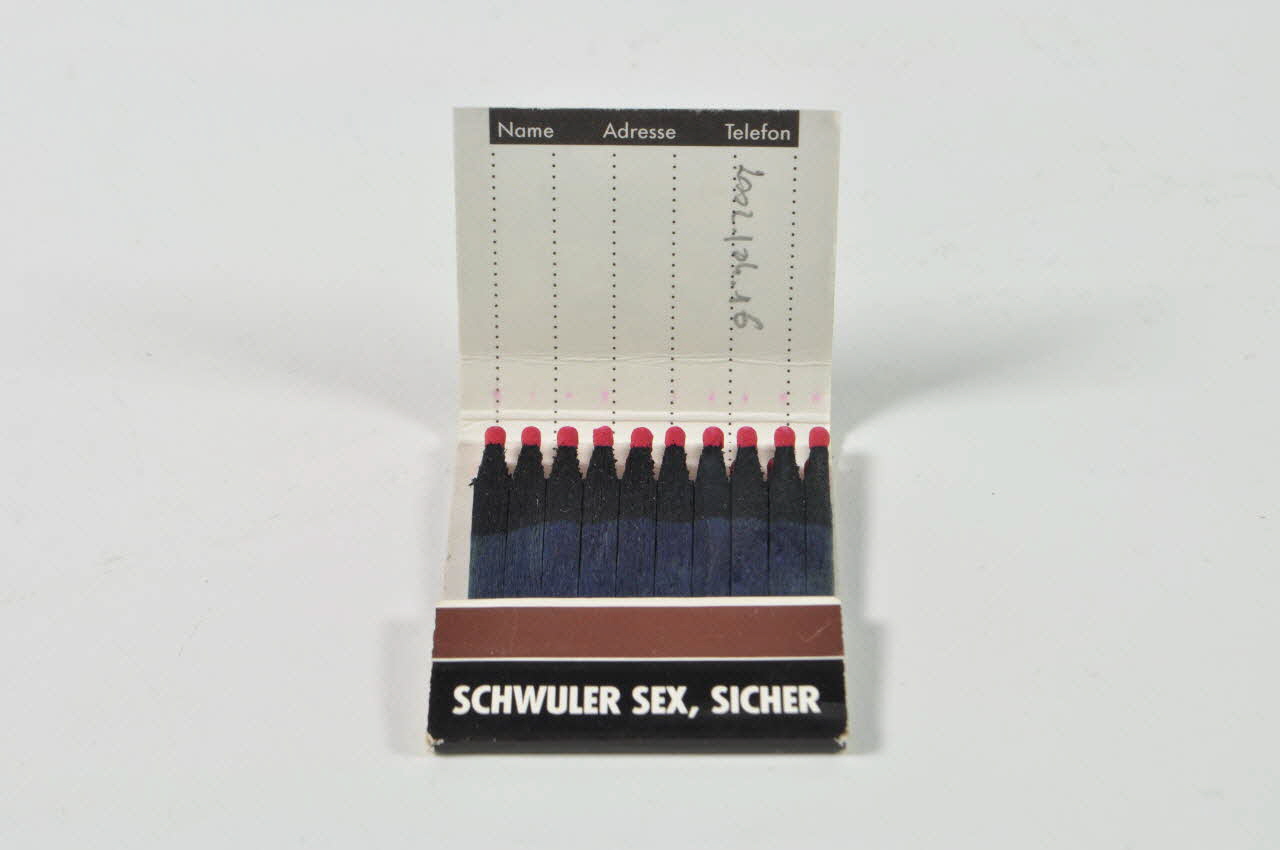 Name Adresse Telefon
SCHWULER SEX, SICHER